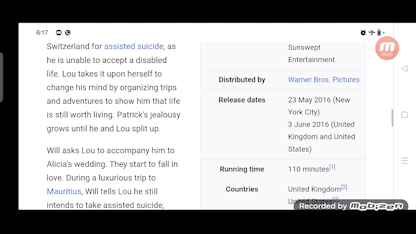 6:17
Switzerland for assisted suicide, as
he is unable to accept a disabled
life. Lou takes it upon herself to
change his mind by organizing trips
and adventures to show him that life
is still worth living. Patrick's jealousy
grows until he and Lou split up.
Will asks Lou to accompany him to
Alicia's wedding. They start to fall in
love. During a luxurious trip to
Mauritius, Will tells Lou he still
intends to take assisted suicide,
Sunswept
Entertainment
Distributed by Warner Bros. Pictures
Release dates 23 May 2016 (New
York City)
3 June 2016 (United
Kingdom and United
States)
Running time 110 minutes[1]
Countries United Kingdom[2]
Recorded by MOBIZEN